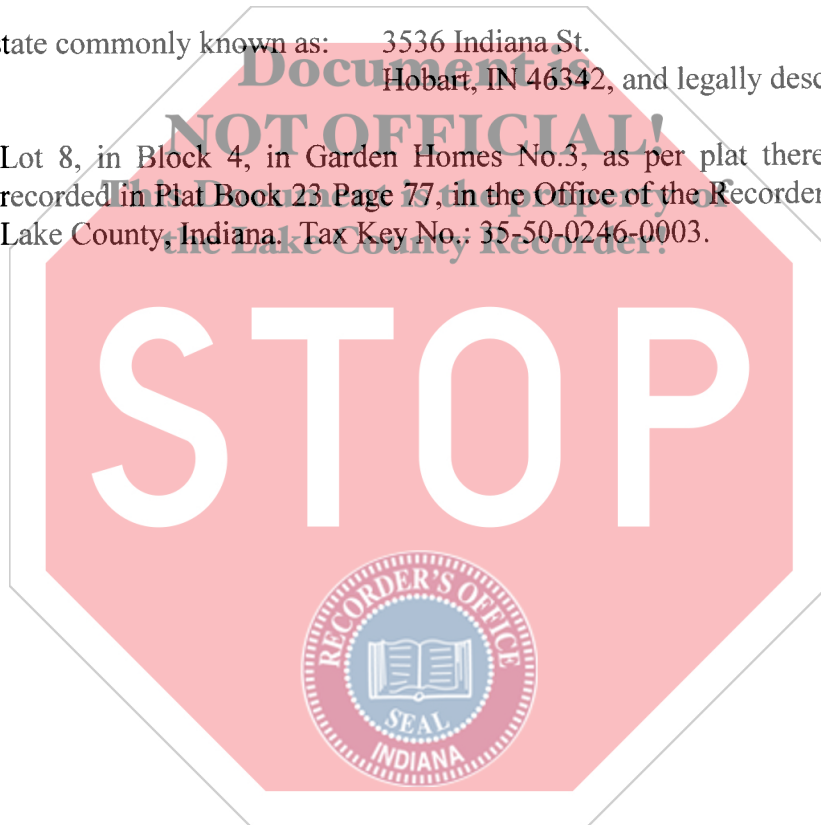 state commonly known as: 3536 Indiana St.
Document is
Hobart, IN 46342, and legally desc
NOT OFFICIAL!
Lot 8, in Block 4, in Garden Homes No.3, as per plat there
This Document is the property of
recorded in Plat Book 23 Page 77, in the Office of the Recorder
the Lake County Recorder!
Lake County, Indiana. Tax Key No.: 35-50-0246-0003.
STOP
RECORDER'S OFFICE
SEAL
INDIANA